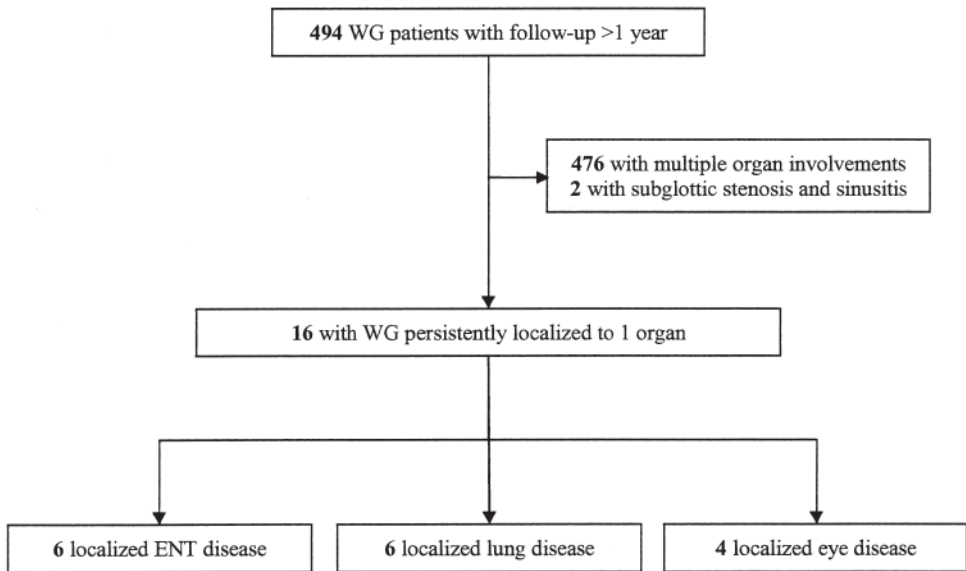 494 WG patients with follow-up >1 year
476 with multiple organ involvements
2 with subglottic stenosis and sinusitis
16 with WG persistently localized to 1 organ
6 localized ENT disease
6 localized lung disease
4 localized eye disease